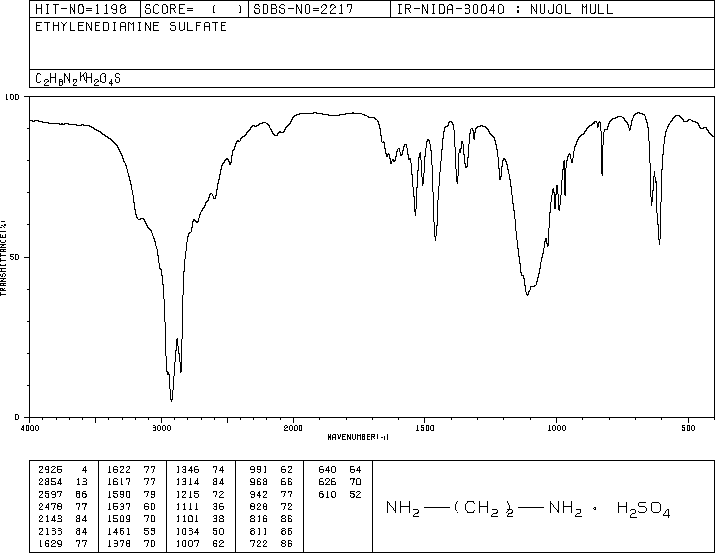 HIT-NO=1198 SCORE= ( ) SDBS-NO=2217 IR-NIDA-30040 : NUJOL MULL
ETHYLENEDIAMINE SULFATE
C2H8N2·H2O4S
100
50
0
TRANSMITTANCE(%)
4000 3000 2000 1500 1000 500
WAVENUMBER(-1)
2925 4 1622 77 1346 74 991 62 640 64
2854 13 1617 77 1314 84 968 66 626 70
2597 66 1590 79 1215 72 942 77 610 52
2478 77 1537 60 1111 36 828 72
2143 84 1509 70 1101 38 816 86
2133 84 1461 53 1034 50 811 86
1629 77 1378 70 1007 62 722 86
NH2—(CH2)2—NH2 · H2SO4